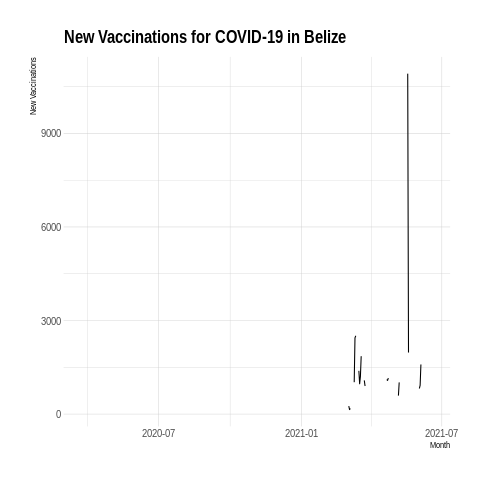 New Vaccinations for COVID-19 in Belize
New Vaccinations
9000
6000
3000
0
2020-07
2021-01
2021-07
Month